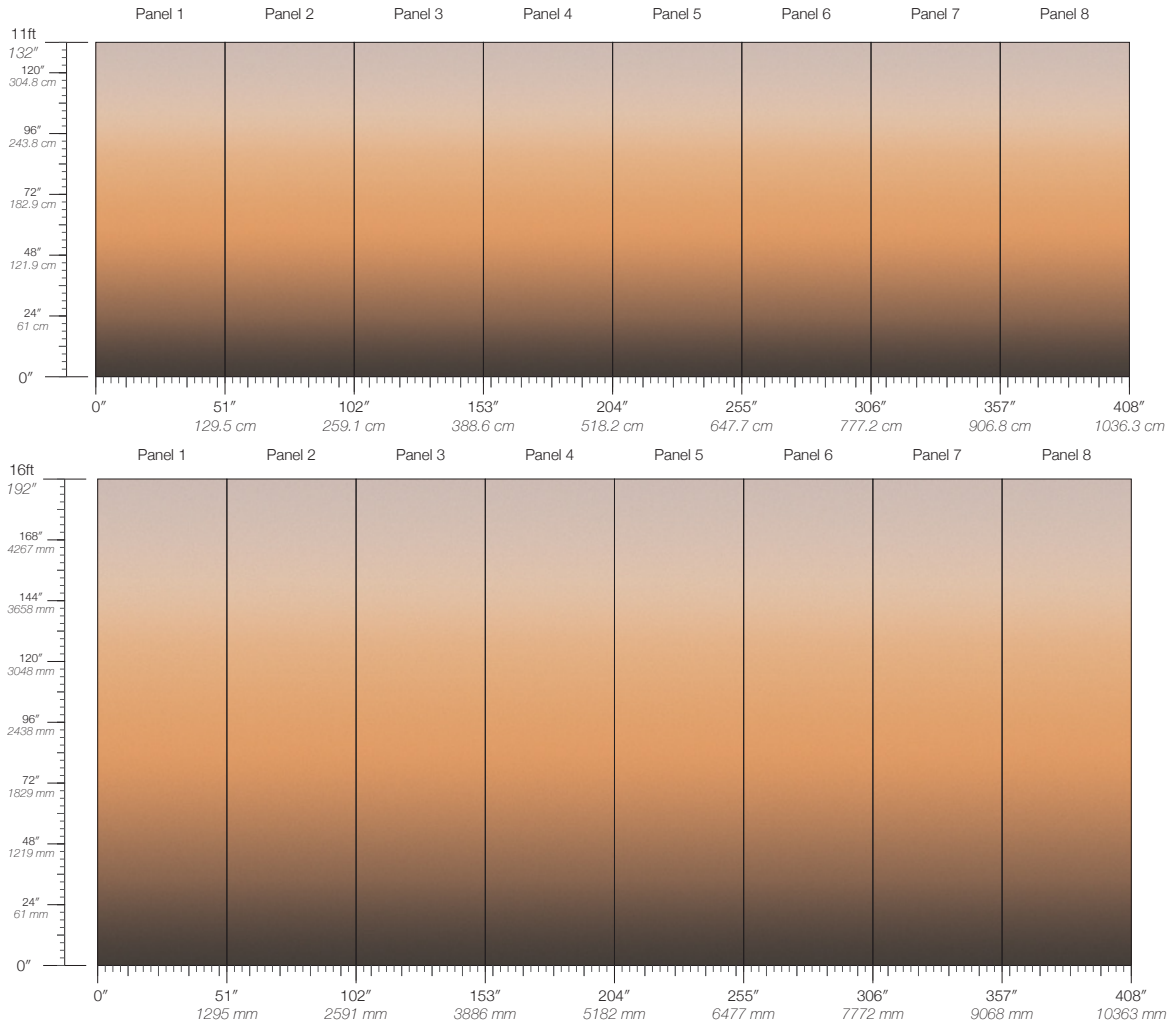 Panel 1 Panel 2 Panel 3 Panel 4 Panel 5 Panel 6 Panel 7 Panel 8
11ft
132″
120″
304.8 cm
96″
243.8 cm
72″
182.9 cm
48″
121.9 cm
24″
61 cm
0″
0″ 51″ 102″ 153″ 204″ 255″ 306″ 357″ 408″
129.5 cm 259.1 cm 388.6 cm 518.2 cm 647.7 cm 777.2 cm 906.8 cm 1036.3 cm
Panel 1 Panel 2 Panel 3 Panel 4 Panel 5 Panel 6 Panel 7 Panel 8
16ft
192″
168″
4267 mm
144″
3658 mm
120″
3048 mm
96″
2438 mm
72″
1829 mm
48″
1219 mm
24″
61 mm
0″
0″ 51″ 102″ 153″ 204″ 255″ 306″ 357″ 408″
1295 mm 2591 mm 3886 mm 5182 mm 6477 mm 7772 mm 9068 mm 10363 mm